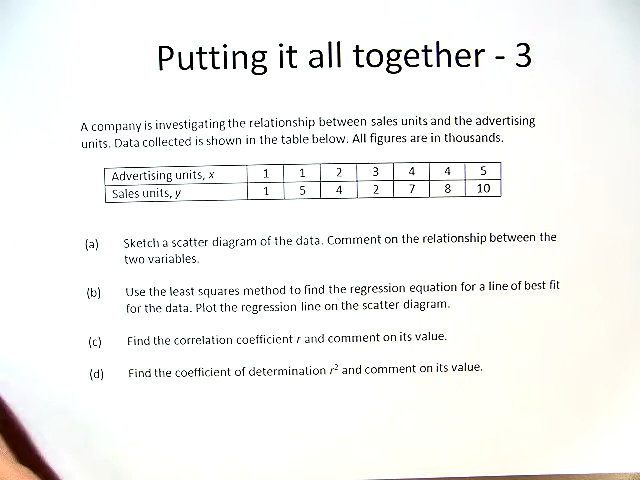 Putting it all together - 3
A company is investigating the relationship between sales units and the advertising
units. Data collected is shown in the table below. All figures are in thousands.
Advertising units, x 1 1 2 3 4 4 5
Sales units, y 1 5 4 2 7 8 10
(a) Sketch a scatter diagram of the data. Comment on the relationship between the
two variables.
(b) Use the least squares method to find the regression equation for a line of best fit
for the data. Plot the regression line on the scatter diagram.
(c) Find the correlation coefficient r and comment on its value.
(d) Find the coefficient of determination r² and comment on its value.